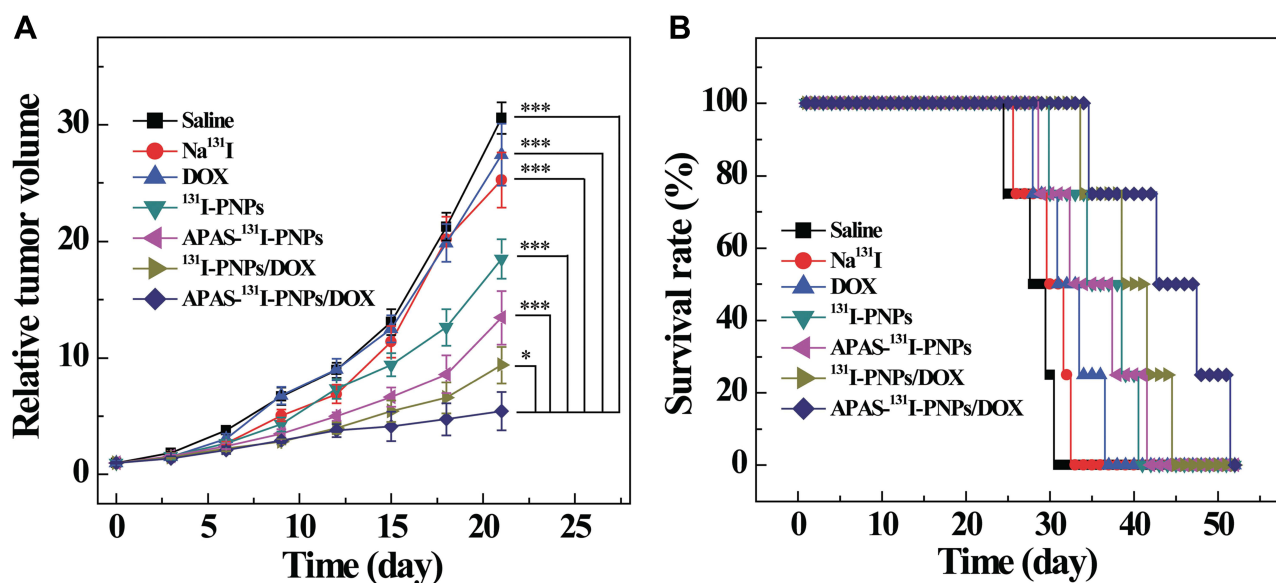 A
Relative tumor volume
30
20
10
0
Saline
Na¹³¹I
DOX
¹³¹I-PNPs
APAS-¹³¹I-PNPs
¹³¹I-PNPs/DOX
APAS-¹³¹I-PNPs/DOX
***
***
***
***
***
*
0 5 10 15 20 25
Time (day)
B
Survival rate (%)
100
80
60
40
20
0
Saline
Na¹³¹I
DOX
¹³¹I-PNPs
APAS-¹³¹I-PNPs
¹³¹I-PNPs/DOX
APAS-¹³¹I-PNPs/DOX
0 10 20 30 40 50
Time (day)